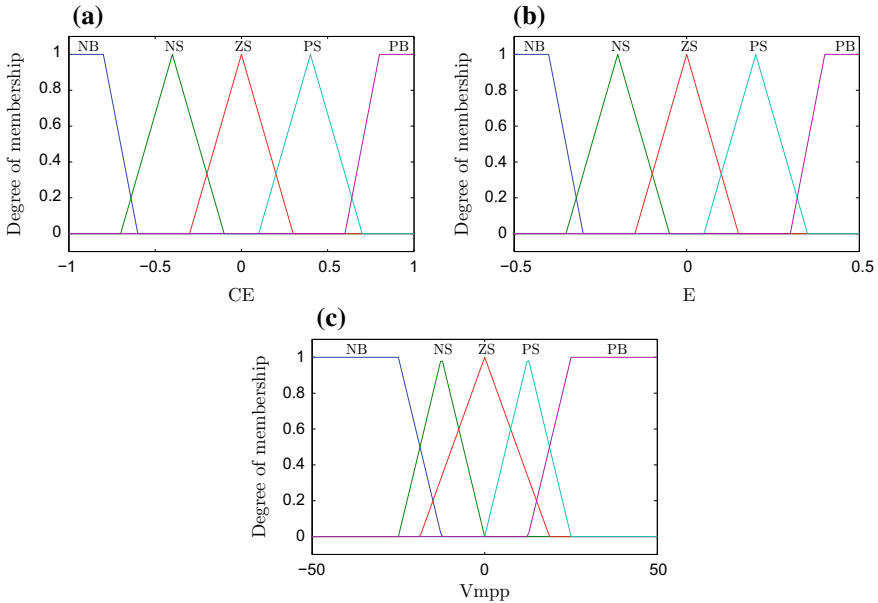 (a)
NB NS ZS PS PB
1
0.8
0.6
0.4
0.2
0
Degree of membership
−1 −0.5 0 0.5 1
CE
(b)
NB NS ZS PS PB
1
0.8
0.6
0.4
0.2
0
Degree of membership
−0.5 0 0.5
E
(c)
NB NS ZS PS PB
1
0.8
0.6
0.4
0.2
0
Degree of membership
−50 0 50
Vmpp